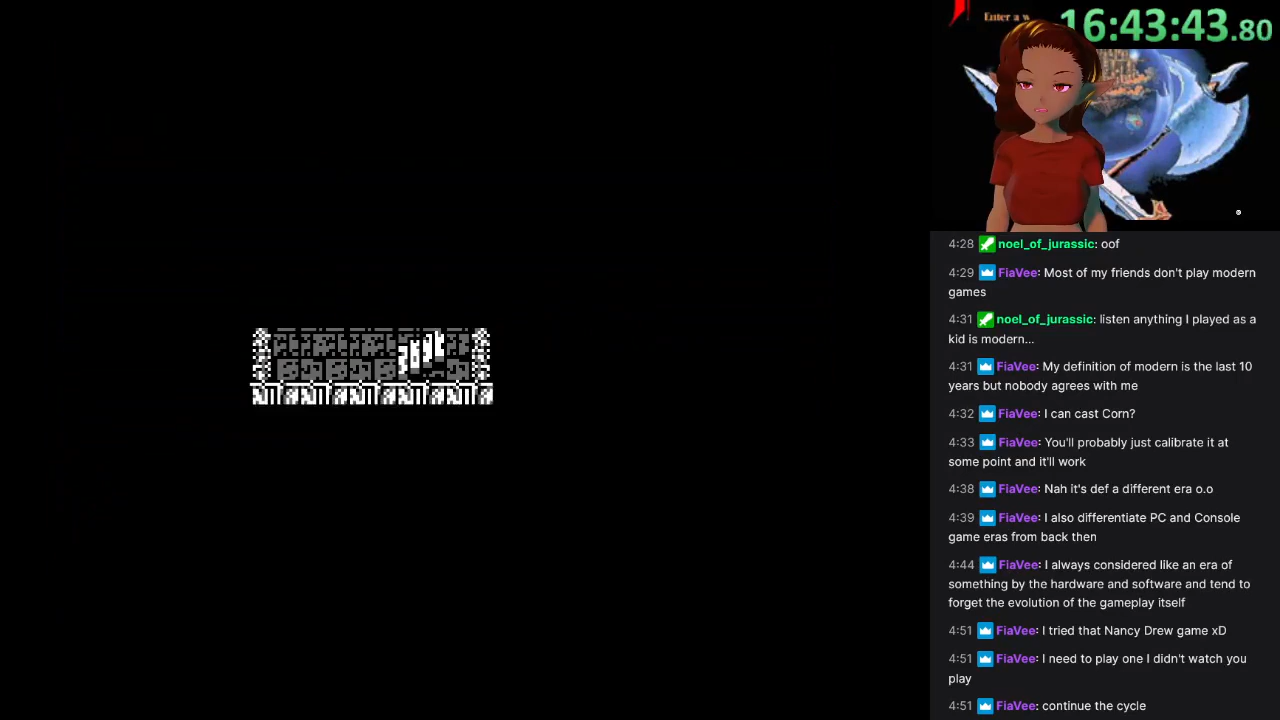 Enter a w
16:43:43.80
4:28 noel_of_jurassic: oof
4:29 FiaVee: Most of my friends don't play modern
games
4:31 noel_of_jurassic: listen anything I played as a
kid is modern...
4:31 FiaVee: My definition of modern is the last 10
years but nobody agrees with me
4:32 FiaVee: I can cast Corn?
4:33 FiaVee: You'll probably just calibrate it at
some point and it'll work
4:38 FiaVee: Nah it's def a different era o.o
4:39 FiaVee: I also differentiate PC and Console
game eras from back then
4:44 FiaVee: I always considered like an era of
something by the hardware and software and tend to
forget the evolution of the gameplay itself
4:51 FiaVee: I tried that Nancy Drew game xD
4:51 FiaVee: I need to play one I didn't watch you
play
4:51 FiaVee: continue the cycle